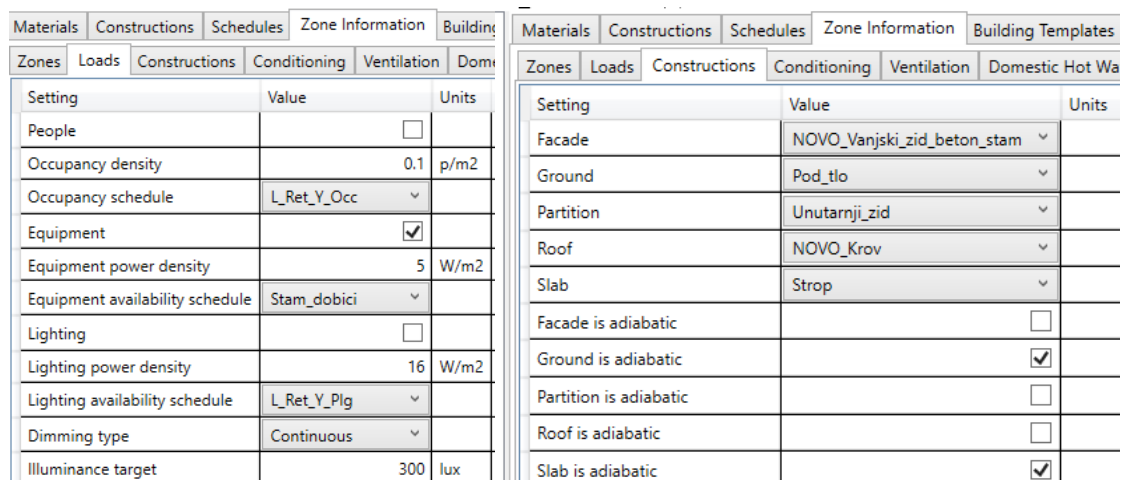 Materials Constructions Schedules Zone Information Building
Zones Loads Constructions Conditioning Ventilation Dome
Setting Value Units
People
Occupancy density 0.1 p/m2
Occupancy schedule L_Ret_Y_Occ
Equipment
Equipment power density 5 W/m2
Equipment availability schedule Stam_dobici
Lighting
Lighting power density 16 W/m2
Lighting availability schedule L_Ret_Y_Plg
Dimming type Continuous
Illuminance target 300 lux
Materials Constructions Schedules Zone Information Building Templates
Zones Loads Constructions Conditioning Ventilation Domestic Hot Wa
Setting Value Units
Facade NOVO_Vanjski_zid_beton_stam
Ground Pod_tlo
Partition Unutarnji_zid
Roof NOVO_Krov
Slab Strop
Facade is adiabatic
Ground is adiabatic
Partition is adiabatic
Roof is adiabatic
Slab is adiabatic